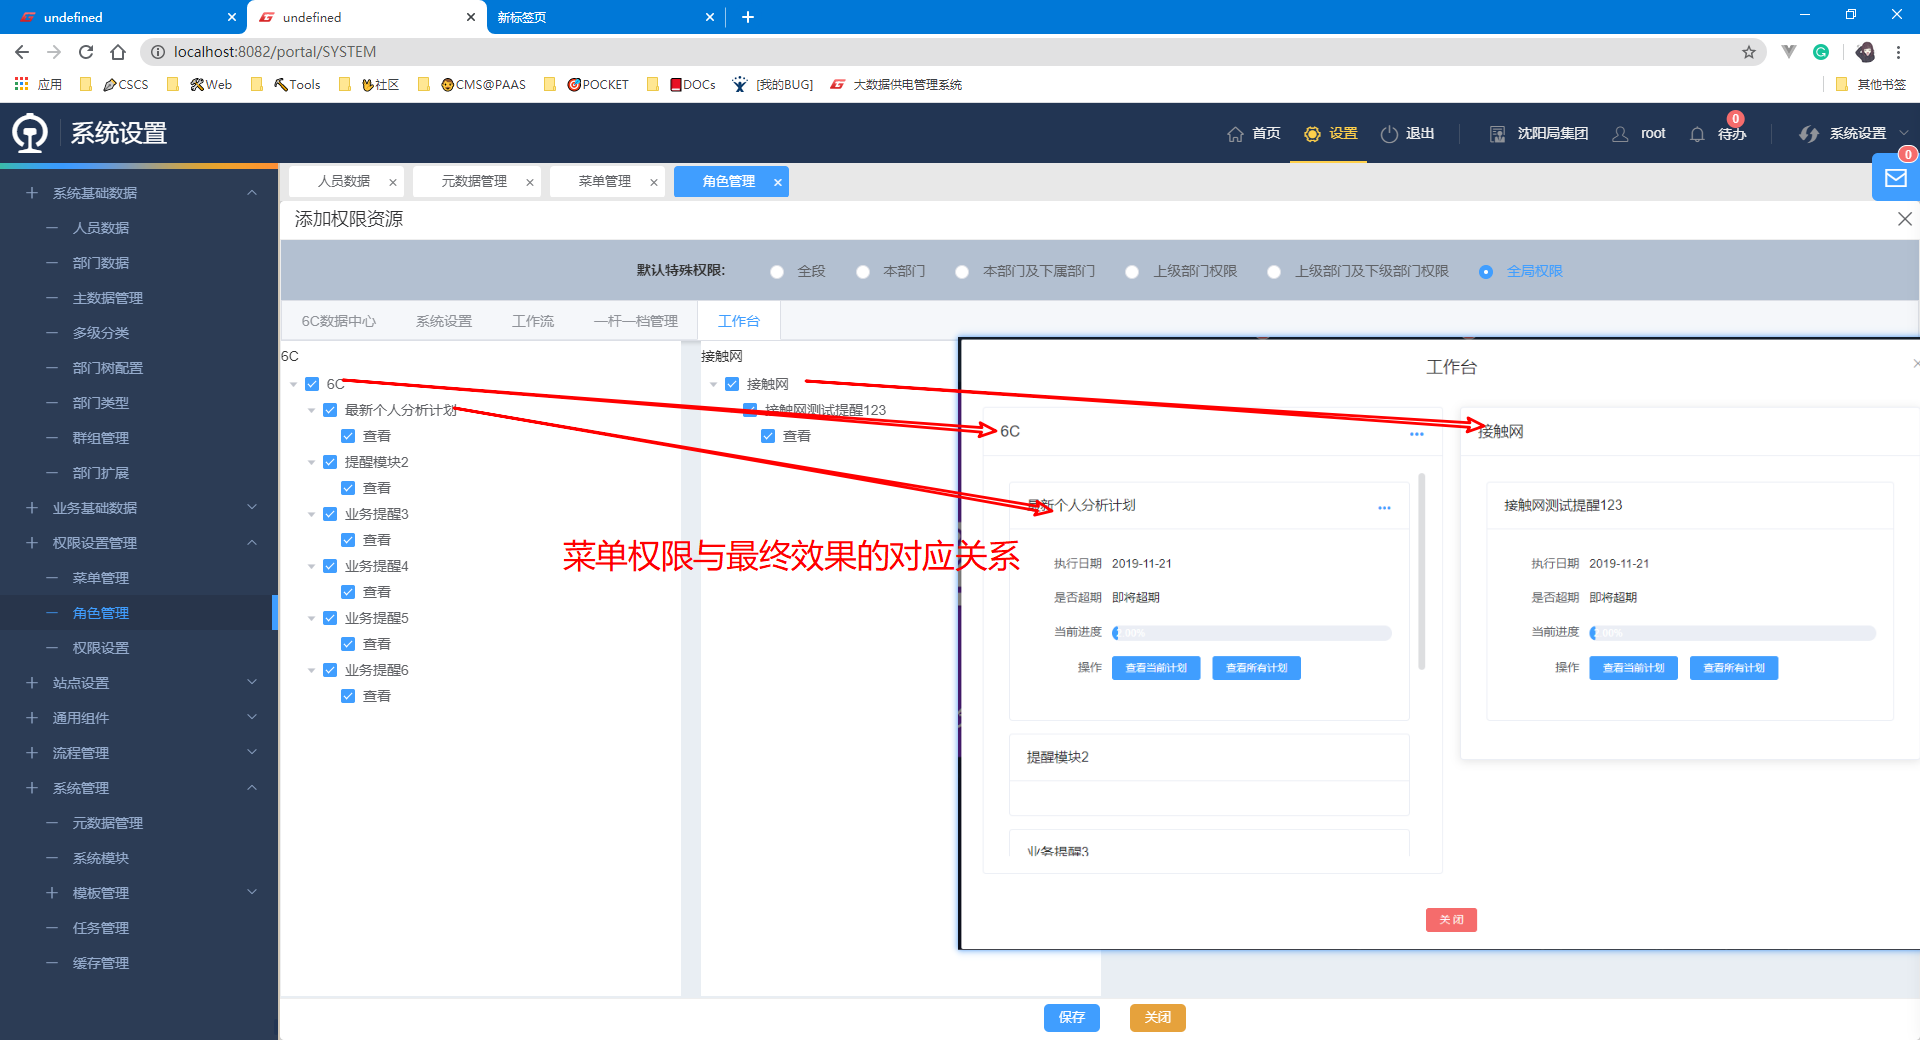 undefined
undefined
新标签页
localhost:8082/portal/SYSTEM
应用
CSCS
Web
Tools
社区
CMS@PAAS
POCKET
DOCs
[我的BUG]
大数据供电管理系统
其他书签
系统设置
首页
设置
退出
沈阳局集团
root
待办
0
系统设置
0
系统基础数据
人员数据
部门数据
主数据管理
多级分类
部门树配置
部门类型
群组管理
部门扩展
业务基础数据
权限设置管理
菜单管理
角色管理
权限设置
站点设置
通用组件
流程管理
系统管理
元数据管理
系统模块
模板管理
任务管理
缓存管理
人员数据
元数据管理
菜单管理
角色管理
添加权限资源
默认特殊权限:
全段
本部门
本部门及下属部门
上级部门权限
上级部门及下级部门权限
全局权限
6C数据中心
系统设置
工作流
一杆一档管理
工作台
6C
6C
最新个人分析计划
查看
提醒模块2
查看
业务提醒3
查看
业务提醒4
查看
业务提醒5
查看
业务提醒6
查看
接触网
接触网
接触网测试提醒123
查看
菜单权限与最终效果的对应关系
工作台
6C
最新个人分析计划
执行日期 2019-11-21
是否超期 即将超期
当前进度 2.00%
操作 查看当前计划 查看所有计划
提醒模块2
业务提醒3
接触网
接触网测试提醒123
执行日期 2019-11-21
是否超期 即将超期
当前进度 2.00%
操作 查看当前计划 查看所有计划
关闭
保存
关闭